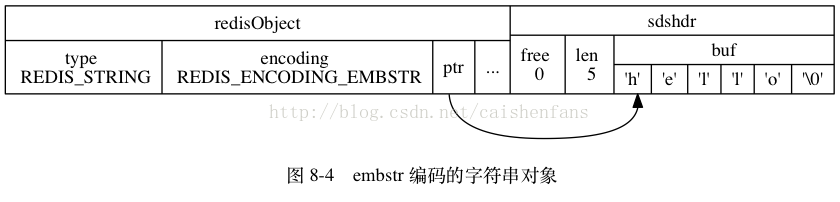 redisObject
sdshdr
type
REDIS_STRING
encoding
REDIS_ENCODING_EMBSTR
ptr
...
free
0
len
5
buf
'h' 'e' 'l' 'l' 'o' '\0'
http://blog.csdn.net/caishenfans
图 8-4 embstr 编码的字符串对象